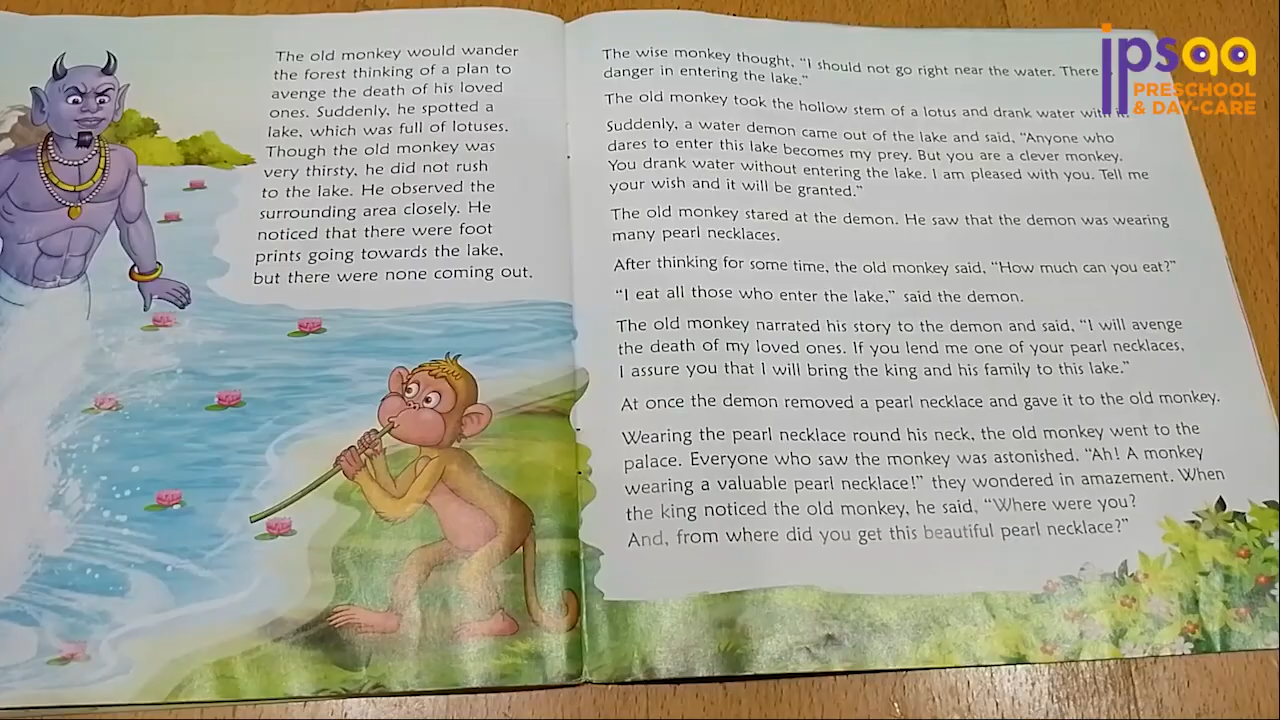 The old monkey would wander
the forest thinking of a plan to
avenge the death of his loved
ones. Suddenly, he spotted a
lake, which was full of lotuses.
Though the old monkey was
very thirsty, he did not rush
to the lake. He observed the
surrounding area closely. He
noticed that there were foot
prints going towards the lake,
but there were none coming out.
The wise monkey thought, “I should not go right near the water. There
danger in entering the lake.”
The old monkey took the hollow stem of a lotus and drank water with it.
Suddenly, a water demon came out of the lake and said, “Anyone who
dares to enter this lake becomes my prey. But you are a clever monkey.
You drank water without entering the lake. I am pleased with you. Tell me
your wish and it will be granted.”
The old monkey stared at the demon. He saw that the demon was wearing
many pearl necklaces.
After thinking for some time, the old monkey said, “How much can you eat?”
“I eat all those who enter the lake,” said the demon.
The old monkey narrated his story to the demon and said, “I will avenge
the death of my loved ones. If you lend me one of your pearl necklaces,
I assure you that I will bring the king and his family to this lake.”
At once the demon removed a pearl necklace and gave it to the old monkey.
Wearing the pearl necklace round his neck, the old monkey went to the
palace. Everyone who saw the monkey was astonished. “Ah! A monkey
wearing a valuable pearl necklace!” they wondered in amazement. When
the king noticed the old monkey, he said, “Where were you?
And, from where did you get this beautiful pearl necklace?”
ipsaa
PRESCHOOL
& DAY-CARE